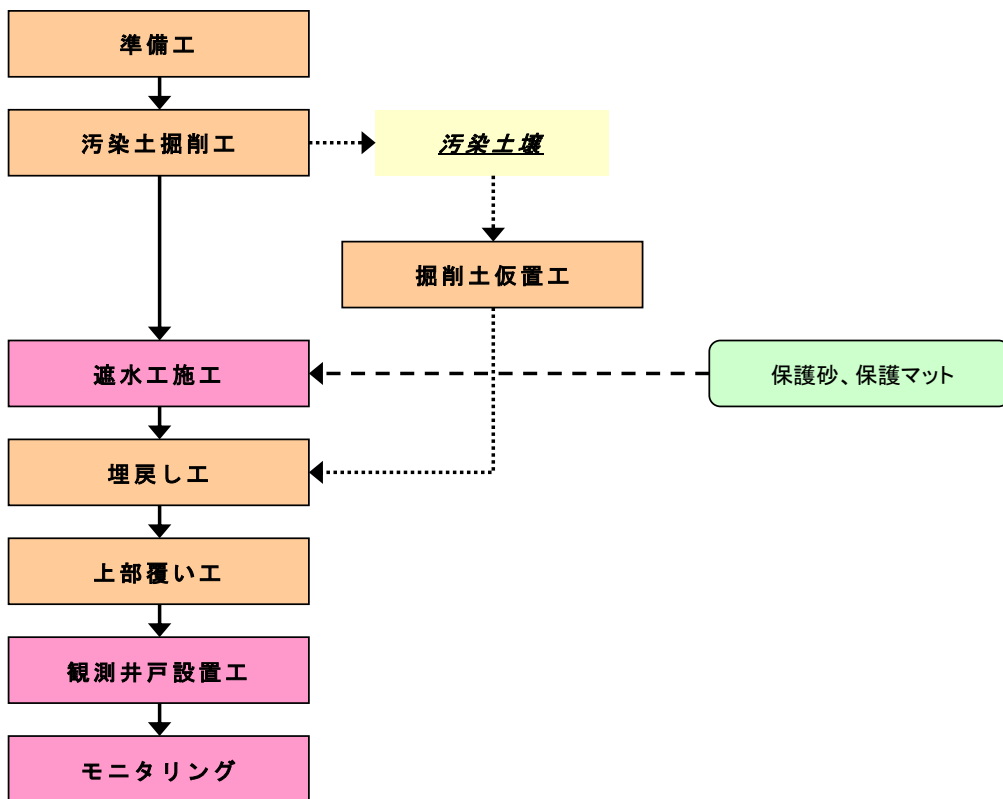 準備工
汚染土掘削工
汚染土壌
掘削土仮置工
遮水工施工
保護砂、保護マット
埋戻し工
上部覆い工
観測井戸設置工
モニタリング